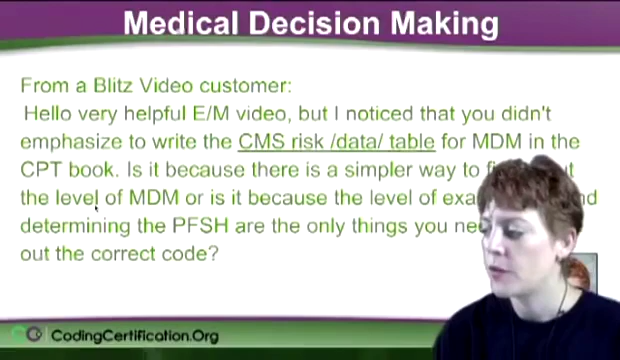 Medical Decision Making
From a Blitz Video customer:
Hello very helpful E/M video, but I noticed that you didn't
emphasize to write the CMS risk /data/ table for MDM in the
CPT book. Is it because there is a simpler way to
the level of MDM or is it because the level of
determining the PFSH are the only things you
out the correct code?
CodingCertification.Org